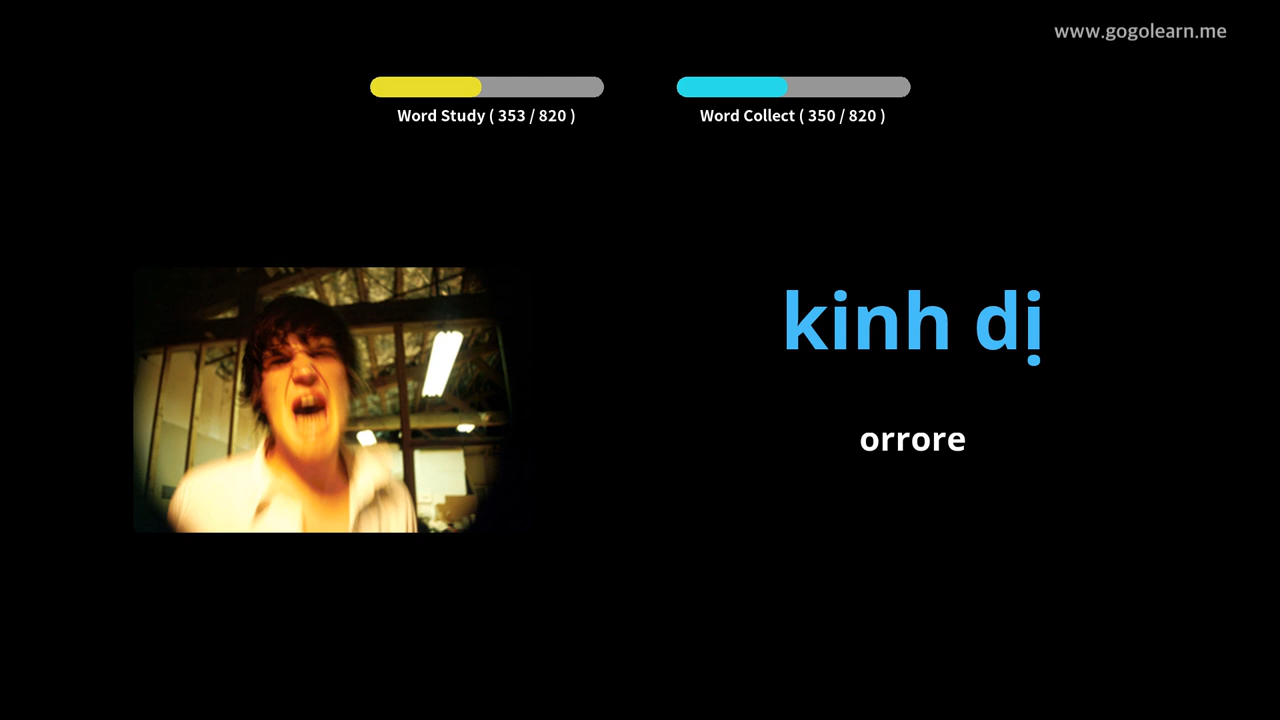 www.gogolearn.me
Word Study ( 353 / 820 )
Word Collect ( 350 / 820 )
kinh dị
orrore